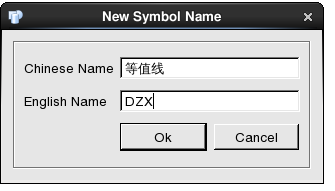 New Symbol Name
Chinese Name 等值线
English Name DZX
Ok Cancel